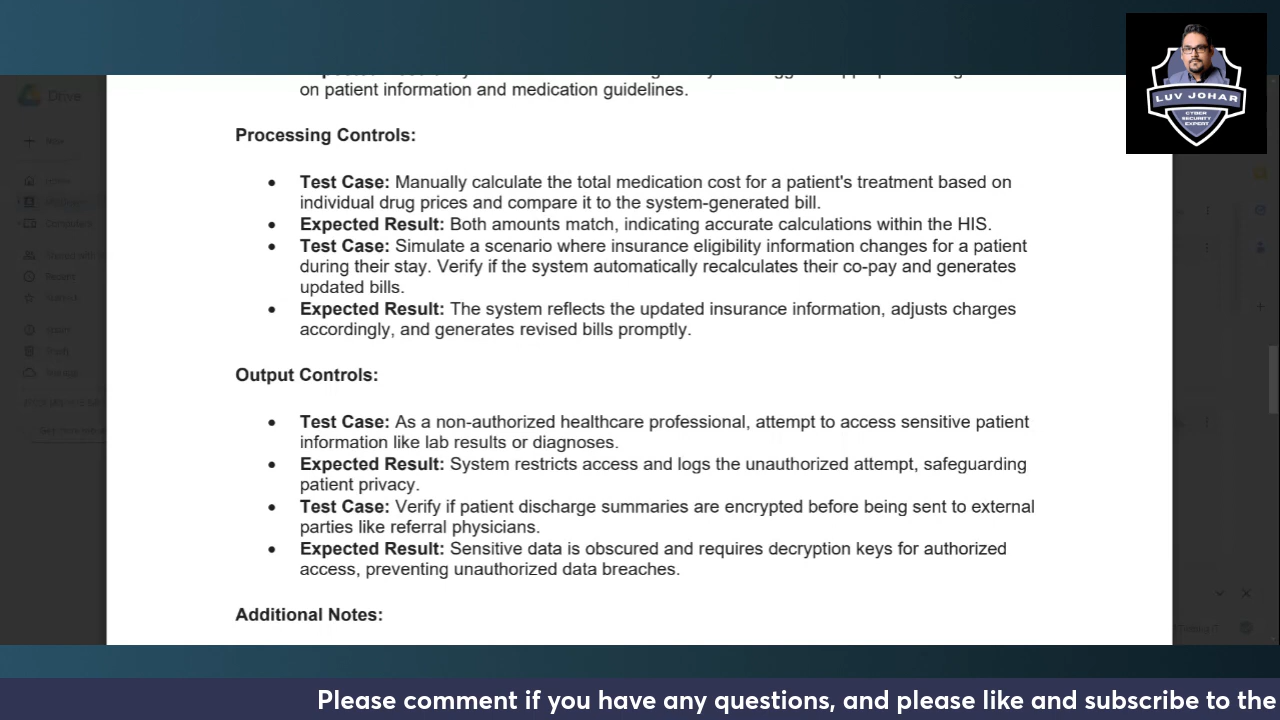 LUV JOHAR
CYBER
SECURITY
EXPERT
Drive
on patient information and medication guidelines.
Processing Controls:
• Test Case: Manually calculate the total medication cost for a patient's treatment based on
individual drug prices and compare it to the system-generated bill.
• Expected Result: Both amounts match, indicating accurate calculations within the HIS.
• Test Case: Simulate a scenario where insurance eligibility information changes for a patient
during their stay. Verify if the system automatically recalculates their co-pay and generates
updated bills.
• Expected Result: The system reflects the updated insurance information, adjusts charges
accordingly, and generates revised bills promptly.
Output Controls:
• Test Case: As a non-authorized healthcare professional, attempt to access sensitive patient
information like lab results or diagnoses.
• Expected Result: System restricts access and logs the unauthorized attempt, safeguarding
patient privacy.
• Test Case: Verify if patient discharge summaries are encrypted before being sent to external
parties like referral physicians.
• Expected Result: Sensitive data is obscured and requires decryption keys for authorized
access, preventing unauthorized data breaches.
Additional Notes:
Please comment if you have any questions, and please like and subscribe to the